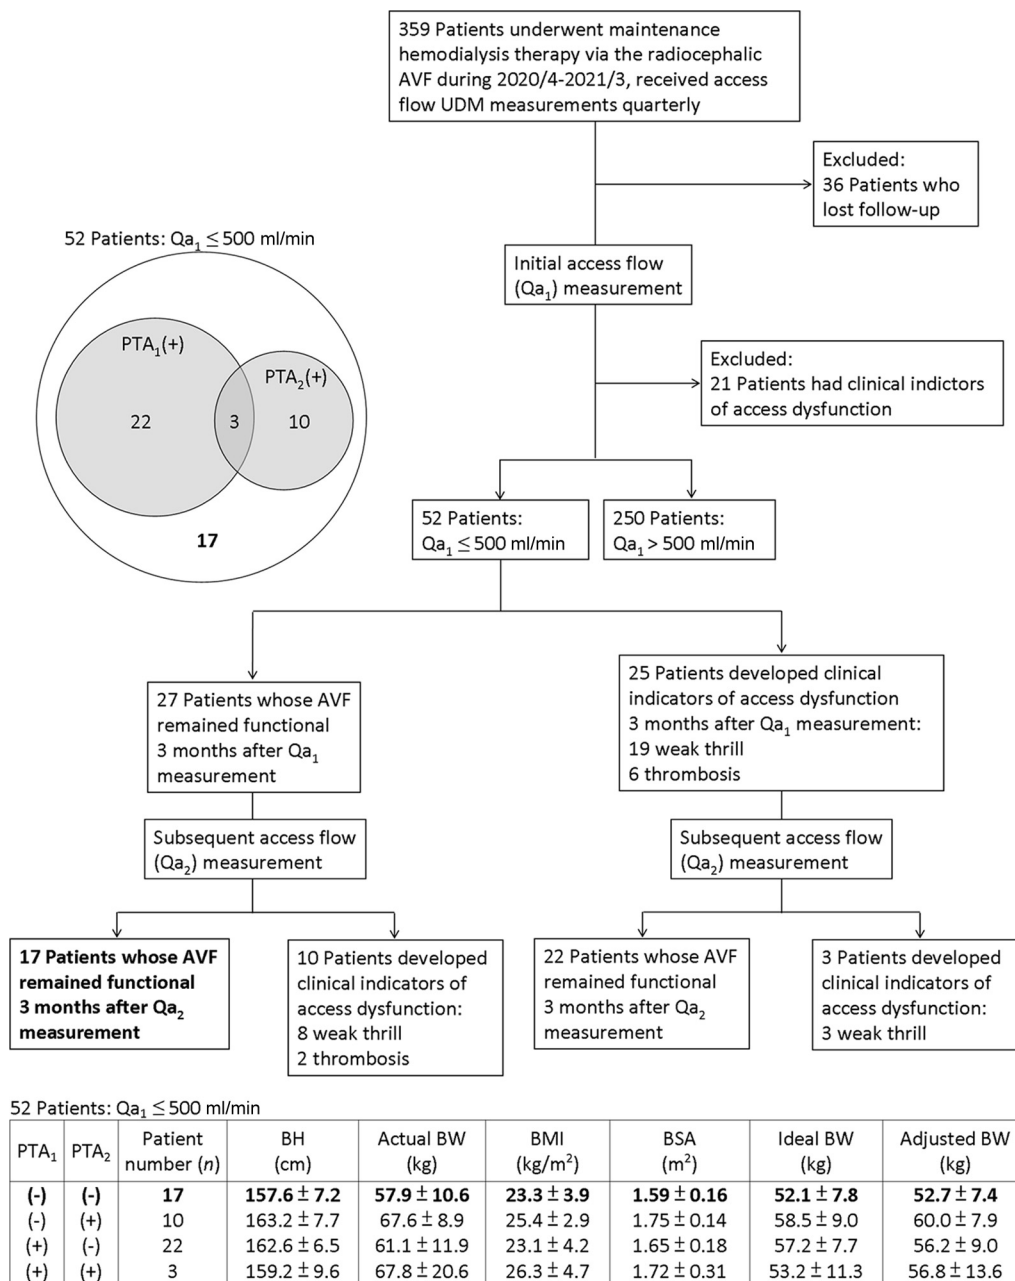 359 Patients underwent maintenance
hemodialysis therapy via the radiocephalic
AVF during 2020/4-2021/3, received access
flow UDM measurements quarterly
Excluded:
36 Patients who
lost follow-up
52 Patients: Qa₁ ≤ 500 ml/min
PTA₁(+)
PTA₂(+)
22
3
10
17
Initial access flow
(Qa₁) measurement
Excluded:
21 Patients had clinical indictors
of access dysfunction
52 Patients:
Qa₁ ≤ 500 ml/min
250 Patients:
Qa₁ > 500 ml/min
27 Patients whose AVF
remained functional
3 months after Qa₁
measurement
25 Patients developed clinical
indicators of access dysfunction
3 months after Qa₁ measurement:
19 weak thrill
6 thrombosis
Subsequent access flow
(Qa₂) measurement
Subsequent access flow
(Qa₂) measurement
17 Patients whose AVF
remained functional
3 months after Qa₂
measurement
10 Patients developed
clinical indicators of
access dysfunction:
8 weak thrill
2 thrombosis
22 Patients whose AVF
remained functional
3 months after Qa₂
measurement
3 Patients developed
clinical indicators of
access dysfunction:
3 weak thrill
52 Patients: Qa₁ ≤ 500 ml/min
PTA₁ PTA₂ Patient number (n) BH (cm) Actual BW (kg) BMI (kg/m²) BSA (m²) Ideal BW (kg) Adjusted BW (kg)
(-) (-) 17 157.6 ± 7.2 57.9 ± 10.6 23.3 ± 3.9 1.59 ± 0.16 52.1 ± 7.8 52.7 ± 7.4
(-) (+) 10 163.2 ± 7.7 67.6 ± 8.9 25.4 ± 2.9 1.75 ± 0.14 58.5 ± 9.0 60.0 ± 7.9
(+) (-) 22 162.6 ± 6.5 61.1 ± 11.9 23.1 ± 4.2 1.65 ± 0.18 57.2 ± 7.7 56.2 ± 9.0
(+) (+) 3 159.2 ± 9.6 67.8 ± 20.6 26.3 ± 4.7 1.72 ± 0.31 53.2 ± 11.3 56.8 ± 13.6